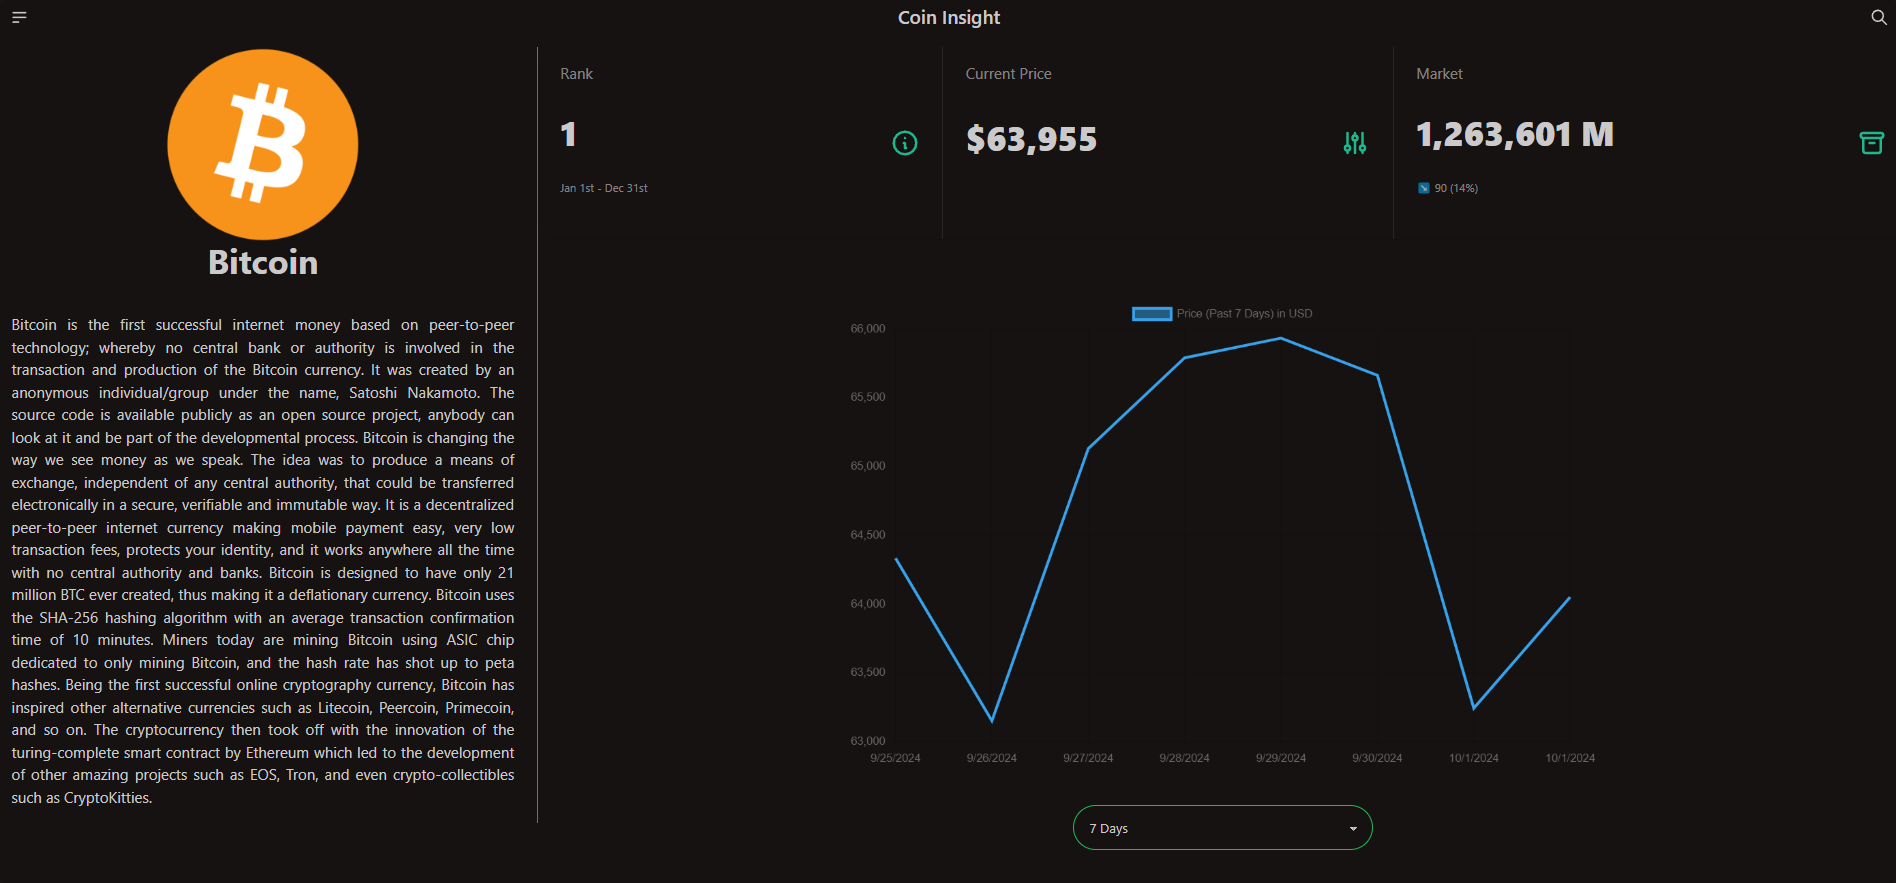 Coin Insight
Bitcoin
Bitcoin is the first successful internet money based on peer-to-peer
technology; whereby no central bank or authority is involved in the
transaction and production of the Bitcoin currency. It was created by an
anonymous individual/group under the name, Satoshi Nakamoto. The
source code is available publicly as an open source project, anybody can
look at it and be part of the developmental process. Bitcoin is changing the
way we see money as we speak. The idea was to produce a means of
exchange, independent of any central authority, that could be transferred
electronically in a secure, verifiable and immutable way. It is a decentralized
peer-to-peer internet currency making mobile payment easy, very low
transaction fees, protects your identity, and it works anywhere all the time
with no central authority and banks. Bitcoin is designed to have only 21
million BTC ever created, thus making it a deflationary currency. Bitcoin uses
the SHA-256 hashing algorithm with an average transaction confirmation
time of 10 minutes. Miners today are mining Bitcoin using ASIC chip
dedicated to only mining Bitcoin, and the hash rate has shot up to peta
hashes. Being the first successful online cryptography currency, Bitcoin has
inspired other alternative currencies such as Litecoin, Peercoin, Primecoin,
and so on. The cryptocurrency then took off with the innovation of the
turing-complete smart contract by Ethereum which led to the development
of other amazing projects such as EOS, Tron, and even crypto-collectibles
such as CryptoKitties.
Rank
1
Jan 1st - Dec 31st
Current Price
$63,955
Market
1,263,601 M
↘ 90 (14%)
Price (Past 7 Days) in USD
66,000
65,500
65,000
64,500
64,000
63,500
63,000
9/25/2024 9/26/2024 9/27/2024 9/28/2024 9/29/2024 9/30/2024 10/1/2024 10/1/2024
7 Days